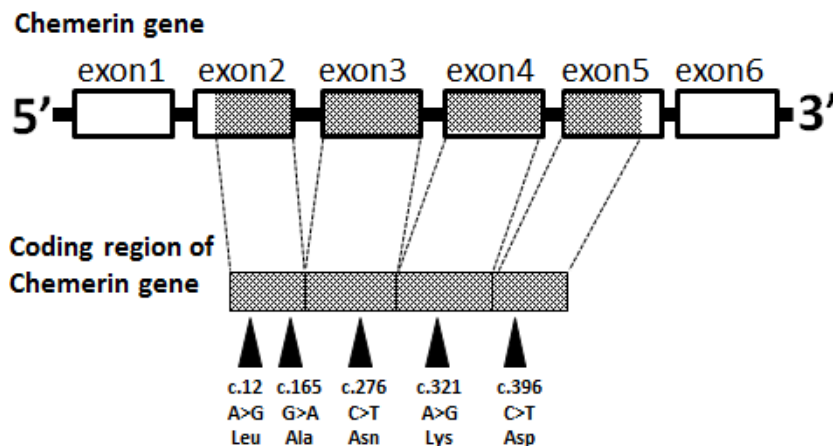 Chemerin gene
exon1 exon2 exon3 exon4 exon5 exon6
5’ 3’
Coding region of
Chemerin gene
c.12 c.165 c.276 c.321 c.396
A>G G>A C>T A>G C>T
Leu Ala Asn Lys Asp